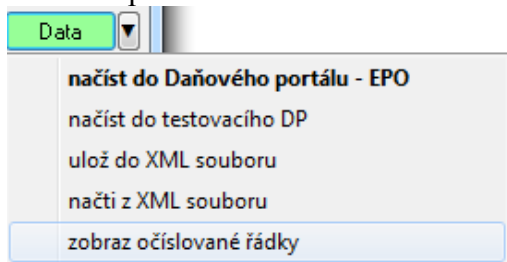 Data
načíst do Daňového portálu - EPO
načíst do testovacího DP
ulož do XML souboru
načti z XML souboru
zobraz očíslované řádky